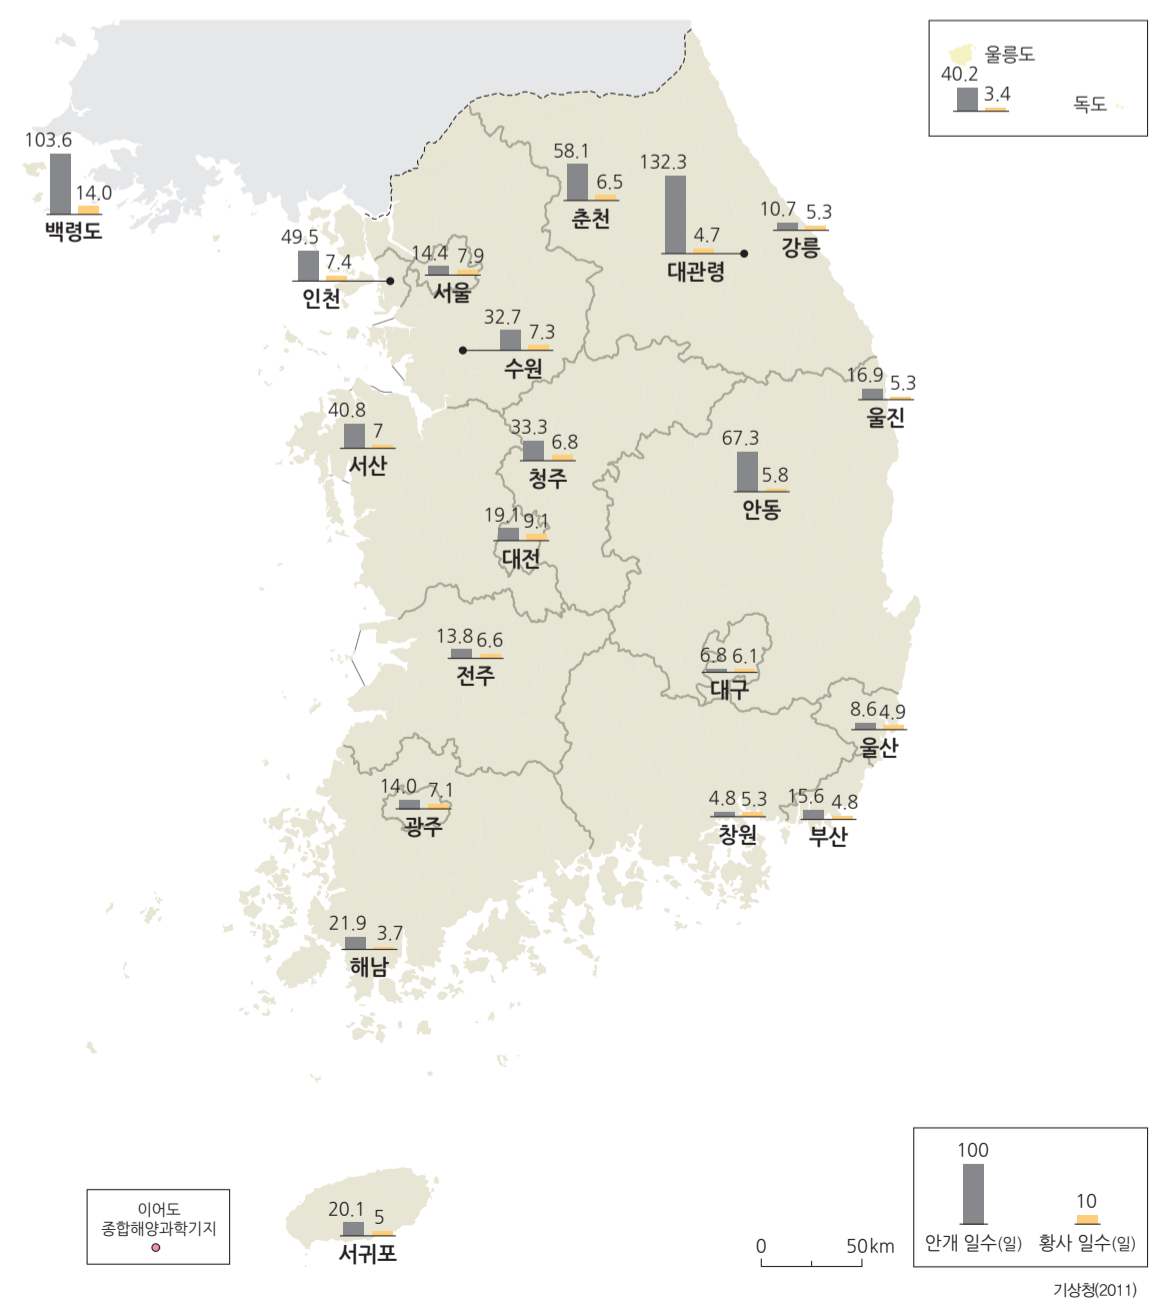 울릉도
40.2
3.4
독도
103.6
14.0
백령도
58.1
6.5
춘천
132.3
4.7
대관령
10.7
5.3
강릉
49.5
7.4
인천
14.4
7.9
서울
32.7
7.3
수원
16.9
5.3
울진
40.8
7
서산
33.3
6.8
청주
67.3
5.8
안동
19.1
9.1
대전
13.8
6.6
전주
6.8
6.1
대구
8.6
4.9
울산
14.0
7.1
광주
4.8
5.3
창원
15.6
4.8
부산
21.9
3.7
해남
20.1
5
서귀포
이어도
종합해양과학기지
0
50km
100
10
안개 일수(일)
황사 일수(일)
기상청(2011)